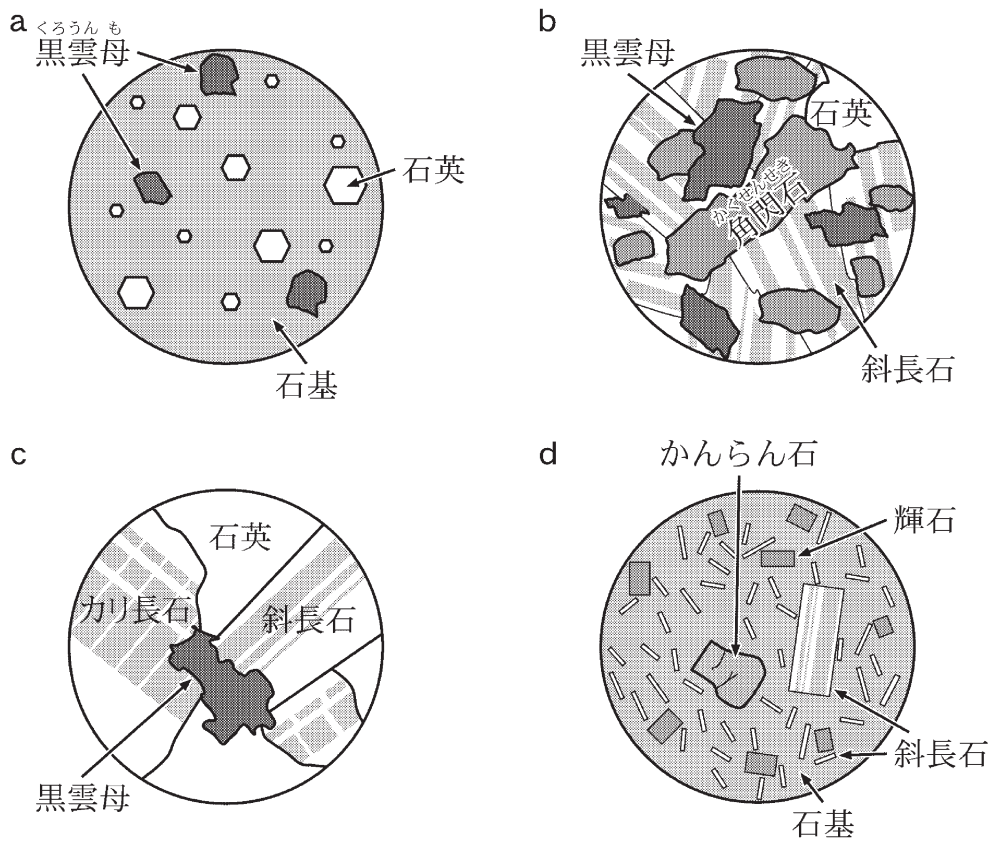 a
くろうんも
黒雲母
石英
石基
b
黒雲母
石英
かくせんせき
角閃石
斜長石
c
石英
カリ長石
斜長石
黒雲母
d
かんらん石
輝石
斜長石
石基